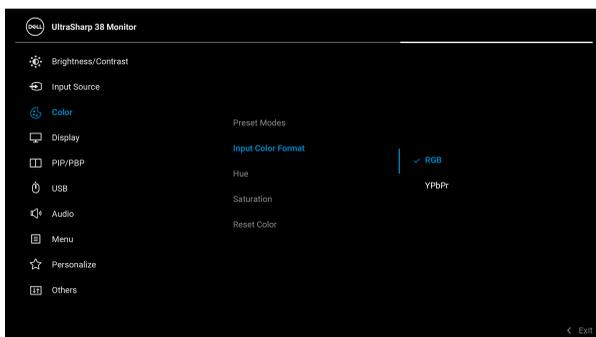 DELL UltraSharp 38 Monitor
Brightness/Contrast
Input Source
Color
Display
PIP/PBP
USB
Audio
Menu
Personalize
Others
Preset Modes
Input Color Format
Hue
Saturation
Reset Color
RGB
YPbPr
Exit